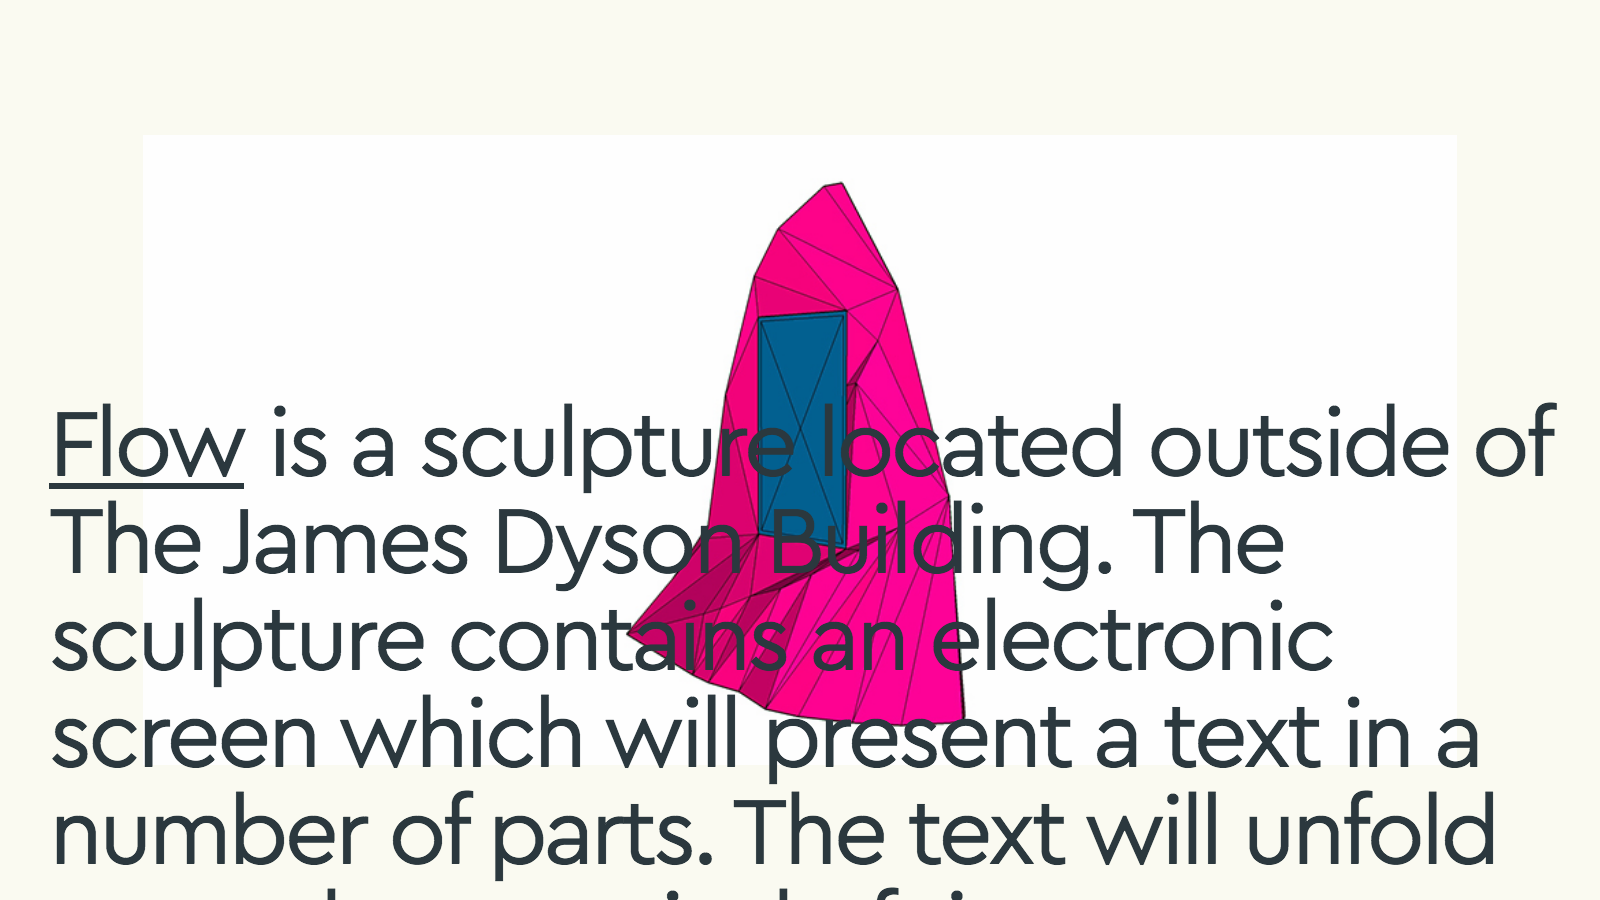 Flow is a sculpture located outside of
The James Dyson Building. The
sculpture contains an electronic
screen which will present a text in a
number of parts. The text will unfold